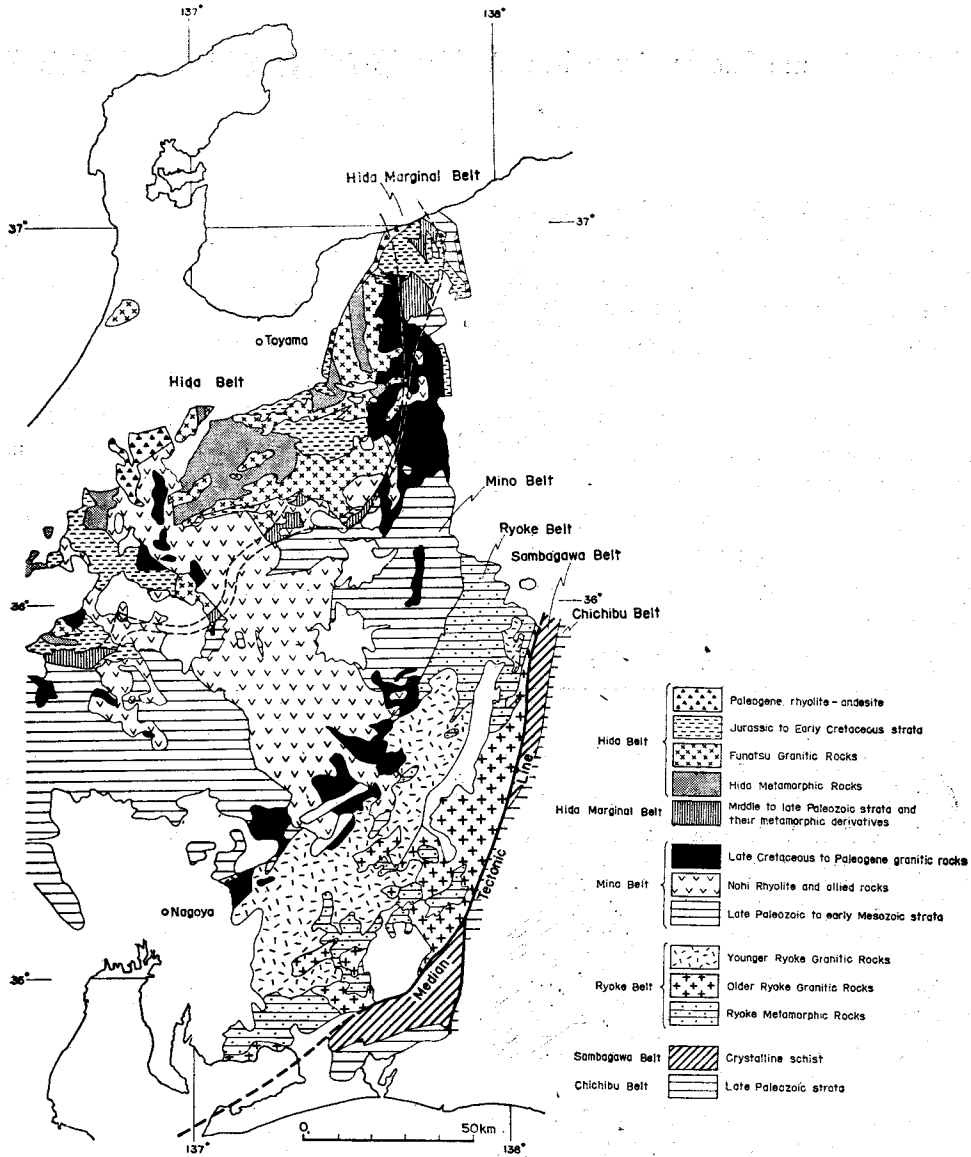 137°
138°
Hida Marginal Belt
37°
37°
Toyama
Hida Belt
Mino Belt
Ryoke Belt
Sambagawa Belt
36°
36°
Chichibu Belt
Line
Tectonic
Median
Nagoya
36°
137°
138°
0.
50km
Hida Belt
Paleogene rhyolite-andesite
Jurassic to Early Cretaceous strata
Funatsu Granitic Rocks
Hida Metamorphic Rocks
Hida Marginal Belt
Middle to late Paleozoic strata and
their metamorphic derivatives
Mino Belt
Late Cretaceous to Paleogene granitic rocks
Nohi Rhyolite and allied rocks
Late Paleozoic to early Mesozoic strata
Ryoke Belt
Younger Ryoke Granitic Rocks
Older Ryoke Granitic Rocks
Ryoke Metamorphic Rocks
Sambagawa Belt
Crystalline schist
Chichibu Belt
Late Paleozoic strata